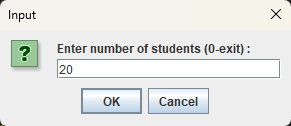 Input
Enter number of students (0-exit) :
20
OK Cancel